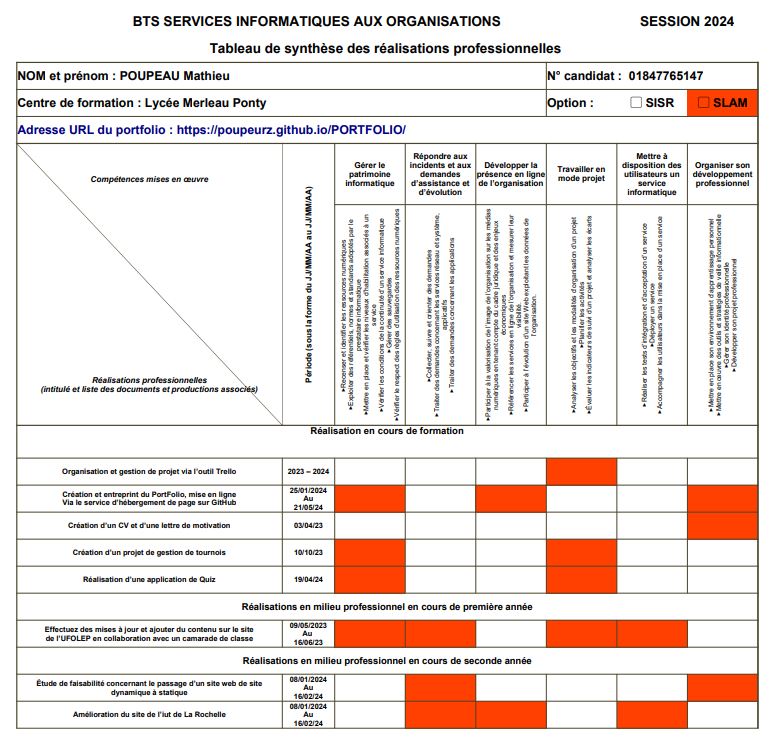 BTS SERVICES INFORMATIQUES AUX ORGANISATIONS SESSION 2024
Tableau de synthèse des réalisations professionnelles
NOM et prénom : POUPEAU Mathieu
N° candidat : 01847765147
Centre de formation : Lycée Merleau Ponty
Option : SISR SLAM
Adresse URL du portfolio : https://poupeurz.github.io/PORTFOLIO/
Compétences mises en œuvre
Réalisations professionnelles
(intitulé et liste des documents et productions associés)
Période (sous la forme du JJ/MM/AA au JJ/MM/AA)
Gérer le
patrimoine
informatique
Répondre aux
incidents et aux
demandes
d'assistance et
d'évolution
Développer la
présence en ligne
de l'organisation
Travailler en
mode projet
Mettre à
disposition des
utilisateurs un
service
informatique
Organiser son
développement
professionnel
▸Recenser et identifier les ressources numériques
▸Exploiter des référentiels, normes et standards adoptés par le
prestataire informatique
▸Mettre en place et vérifier les niveaux d'habilitation associés à un
service
▸Vérifier les conditions de la continuité d'un service informatique
▸Gérer des sauvegardes
▸Vérifier le respect des règles d'utilisation des ressources numériques
▸Collecter, suivre et orienter des demandes
▸Traiter des demandes concernant les services réseau et système,
applicatifs
▸Traiter des demandes concernant les applications
▸Participer à la valorisation de l'image de l'organisation sur les médias
numériques en tenant compte du cadre juridique et des enjeux
économiques
▸Référencer les services en ligne de l'organisation et mesurer leur
visibilité.
▸Participer à l'évolution d'un site Web exploitant les données de
l'organisation.
▸Analyser les objectifs et les modalités d'organisation d'un projet
▸Planifier les activités
▸Évaluer les indicateurs de suivi d'un projet et analyser les écarts
▸Réaliser les tests d'intégration et d'acceptation d'un service
▸Déployer un service
▸Accompagner les utilisateurs dans la mise en place d'un service
▸Mettre en place son environnement d'apprentissage personnel
▸Mettre en œuvre des outils et stratégies de veille informationnelle
▸Gérer son identité professionnelle
▸Développer son projet professionnel
Réalisation en cours de formation
Organisation et gestion de projet via l'outil Trello
2023 – 2024
Création et entreprint du PortFolio, mise en ligne
Via le service d'hébergement de page sur GitHub
25/01/2024
Au
21/05/24
Création d'un CV et d'une lettre de motivation
03/04/23
Création d'un projet de gestion de tournois
10/10/23
Réalisation d'une application de Quiz
19/04/24
Réalisations en milieu professionnel en cours de première année
Effectuez des mises à jour et ajouter du contenu sur le site
de l'UFOLEP en collaboration avec un camarade de classe
09/05/2023
Au
16/06/23
Réalisations en milieu professionnel en cours de seconde année
Étude de faisabilité concernant le passage d'un site web de site
dynamique à statique
08/01/2024
Au
16/02/24
Amélioration du site de l'iut de La Rochelle
08/01/2024
Au
16/02/24